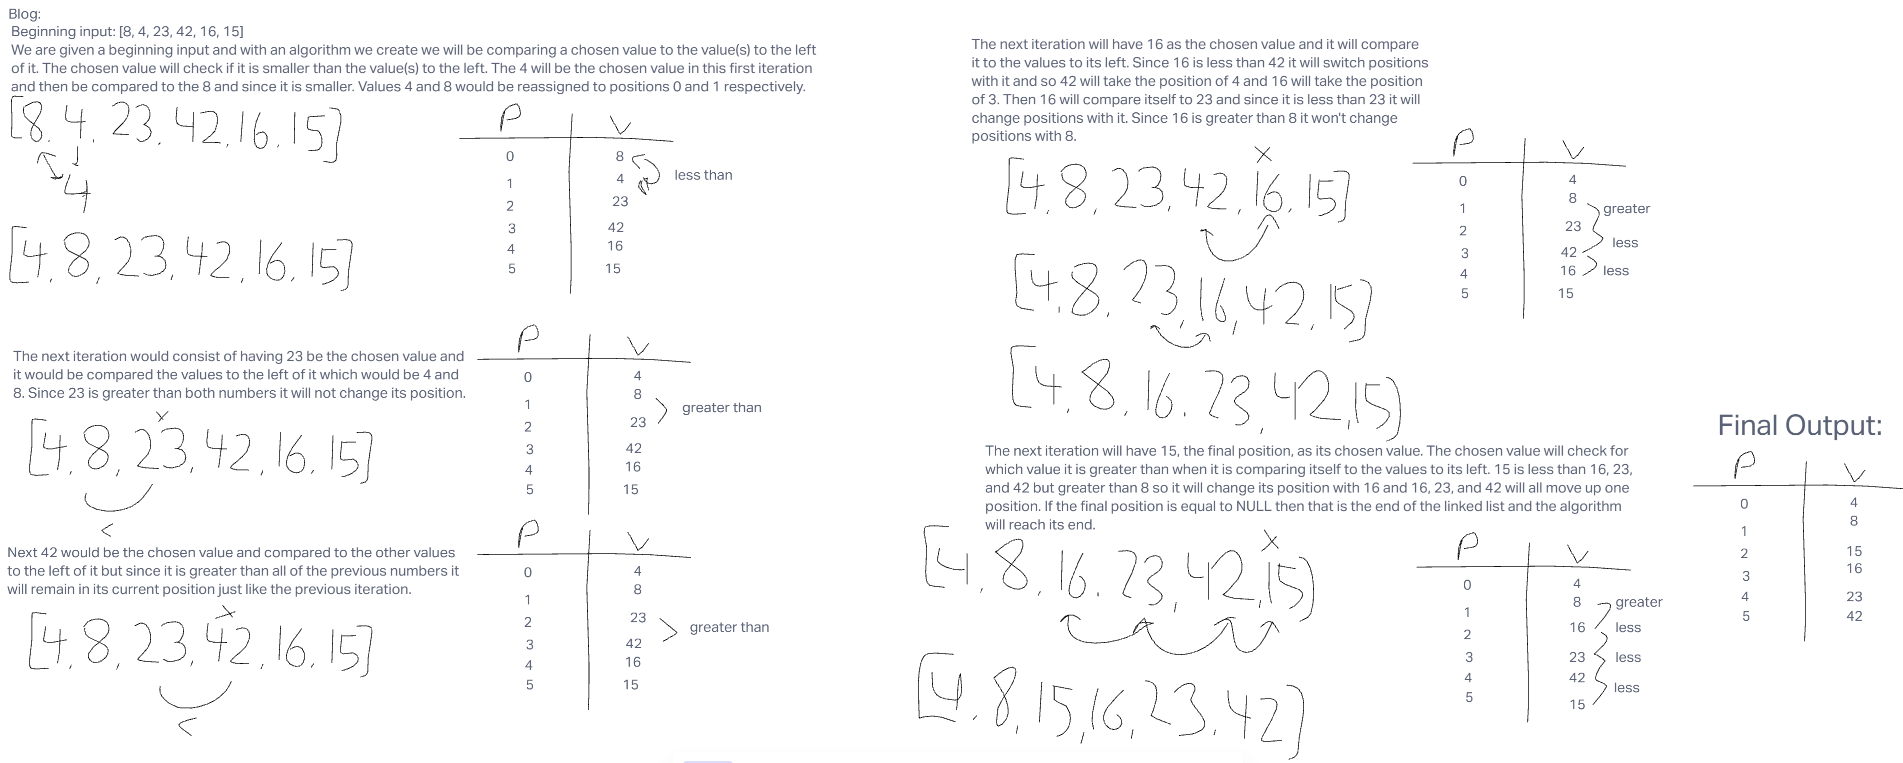 Blog:
Beginning input: [8, 4, 23, 42, 16, 15]
We are given a beginning input and with an algorithm we create we will be comparing a chosen value to the value(s) to the left
of it. The chosen value will check if it is smaller than the value(s) to the left. The 4 will be the chosen value in this first iteration
and then be compared to the 8 and since it is smaller. Values 4 and 8 would be reassigned to positions 0 and 1 respectively.
[8, 4, 23, 42, 16, 15]
4
[4, 8, 23, 42, 16, 15]
P V
0 8
1 4
2 23
3 42
4 16
5 15
less than
The next iteration would consist of having 23 be the chosen value and
it would be compared the values to the left of it which would be 4 and
8. Since 23 is greater than both numbers it will not change its position.
x
[4, 8, 23, 42, 16, 15]
<
P V
0 4
1 8
2 23
3 42
4 16
5 15
greater than
Next 42 would be the chosen value and compared to the other values
to the left of it but since it is greater than all of the previous numbers it
will remain in its current position just like the previous iteration.
x
[4, 8, 23, 42, 16, 15]
<
P V
0 4
1 8
2 23
3 42
4 16
5 15
greater than
The next iteration will have 16 as the chosen value and it will compare
it to the values to its left. Since 16 is less than 42 it will switch positions
with it and so 42 will take the position of 4 and 16 will take the position
of 3. Then 16 will compare itself to 23 and since it is less than 23 it will
change positions with it. Since 16 is greater than 8 it won't change
positions with 8.
x
[4, 8, 23, 42, 16, 15]
[4, 8, 23, 16, 42, 15]
[4, 8, 16, 23, 42, 15)
P V
0 4
1 8
2 23
3 42
4 16
5 15
greater
less
less
The next iteration will have 15, the final position, as its chosen value. The chosen value will check for
which value it is greater than when it is comparing itself to the values to its left. 15 is less than 16, 23,
and 42 but greater than 8 so it will change its position with 16 and 16, 23, and 42 will all move up one
position. If the final position is equal to NULL then that is the end of the linked list and the algorithm
will reach its end.
x
[4, 8, 16, 23, 42, 15)
[4, 8, 15, 16, 23, 42]
P V
0 4
1 8
2 16
3 23
4 42
5 15
greater
less
less
less
Final Output:
P V
0 4
1 8
2 15
3 16
4 23
5 42